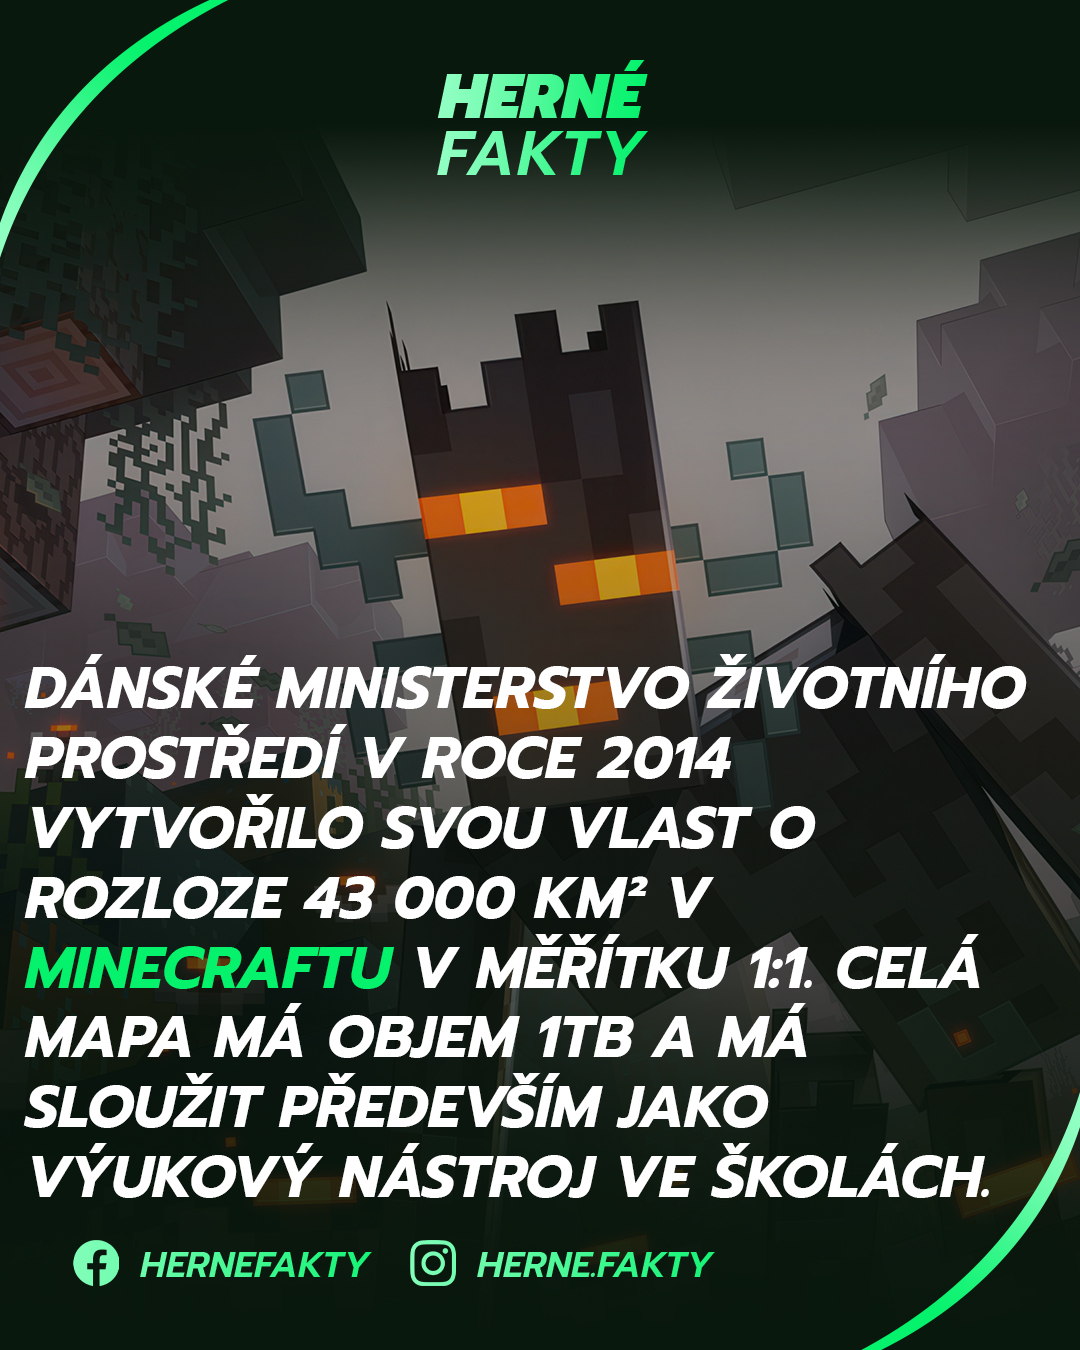 HERNÉ
FAKTY
DÁNSKÉ MINISTERSTVO ŽIVOTNÍHO
PROSTŘEDÍ V ROCE 2014
VYTVOŘILO SVOU VLAST O
ROZLOZE 43 000 KM² V
MINECRAFTU V MĚŘÍTKU 1:1. CELÁ
MAPA MÁ OBJEM 1TB A MÁ
SLOUŽIT PŘEDEVŠÍM JAKO
VÝUKOVÝ NÁSTROJ VE ŠKOLÁCH.
HERNEFAKTY HERNE.FAKTY